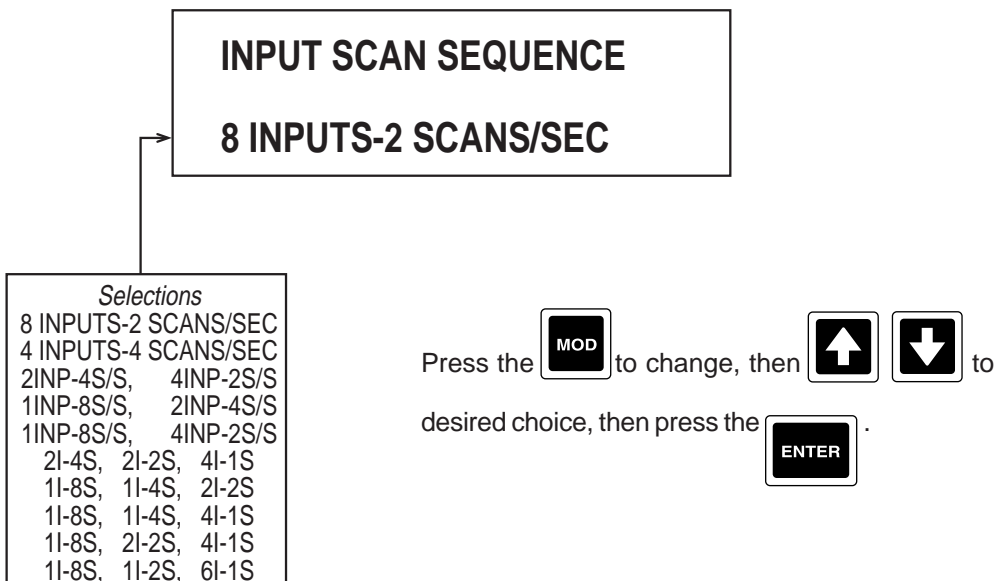 INPUT SCAN SEQUENCE
8 INPUTS-2 SCANS/SEC
Selections
8 INPUTS-2 SCANS/SEC
4 INPUTS-4 SCANS/SEC
2INP-4S/S, 4INP-2S/S
1INP-8S/S, 2INP-4S/S
1INP-8S/S, 4INP-2S/S
2I-4S, 2I-2S, 4I-1S
1I-8S, 1I-4S, 2I-2S
1I-8S, 1I-4S, 4I-1S
1I-8S, 2I-2S, 4I-1S
1I-8S, 1I-2S, 6I-1S
Press the MOD to change, then to
desired choice, then press the ENTER.